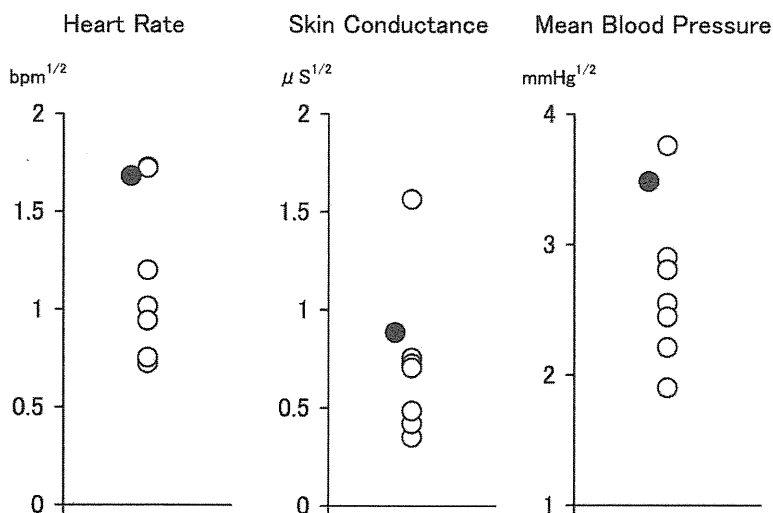 Heart Rate
bpm1/2
2
1.5
1
0.5
0
Skin Conductance
μ S1/2
2
1.5
1
0.5
0
Mean Blood Pressure
mmHg1/2
4
3
2
1